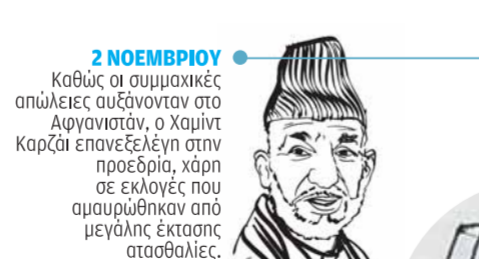 2 ΝΟΕΜΒΡΙΟΥ
Καθώς οι συμμαχικές
απώλειες αυξάνονταν στο
Αφγανιστάν, ο Χαμίντ
Καρζάι επανεξελέγη στην
προεδρία, χάρη
σε εκλογές που
αμαυρώθηκαν από
μεγάλης έκτασης
ατασθαλίες.